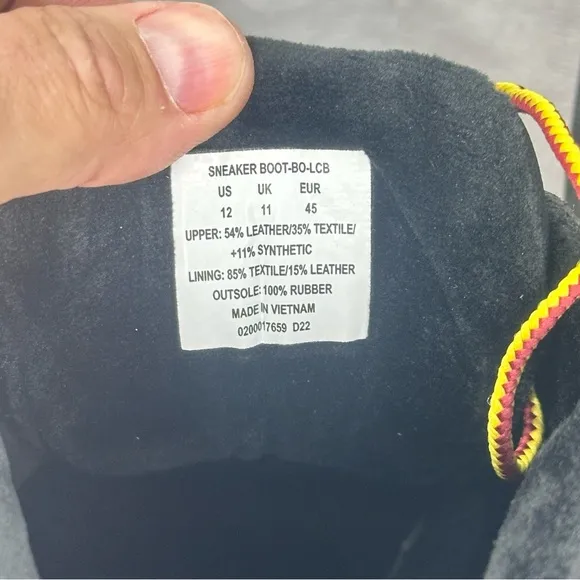 SNEAKER BOOT-BO-LCB
US UK EUR
12 11 45
UPPER: 54% LEATHER/35% TEXTILE/
+11% SYNTHETIC
LINING: 85% TEXTILE/15% LEATHER
OUTSOLE: 100% RUBBER
MADE IN VIETNAM
0200017659 D22